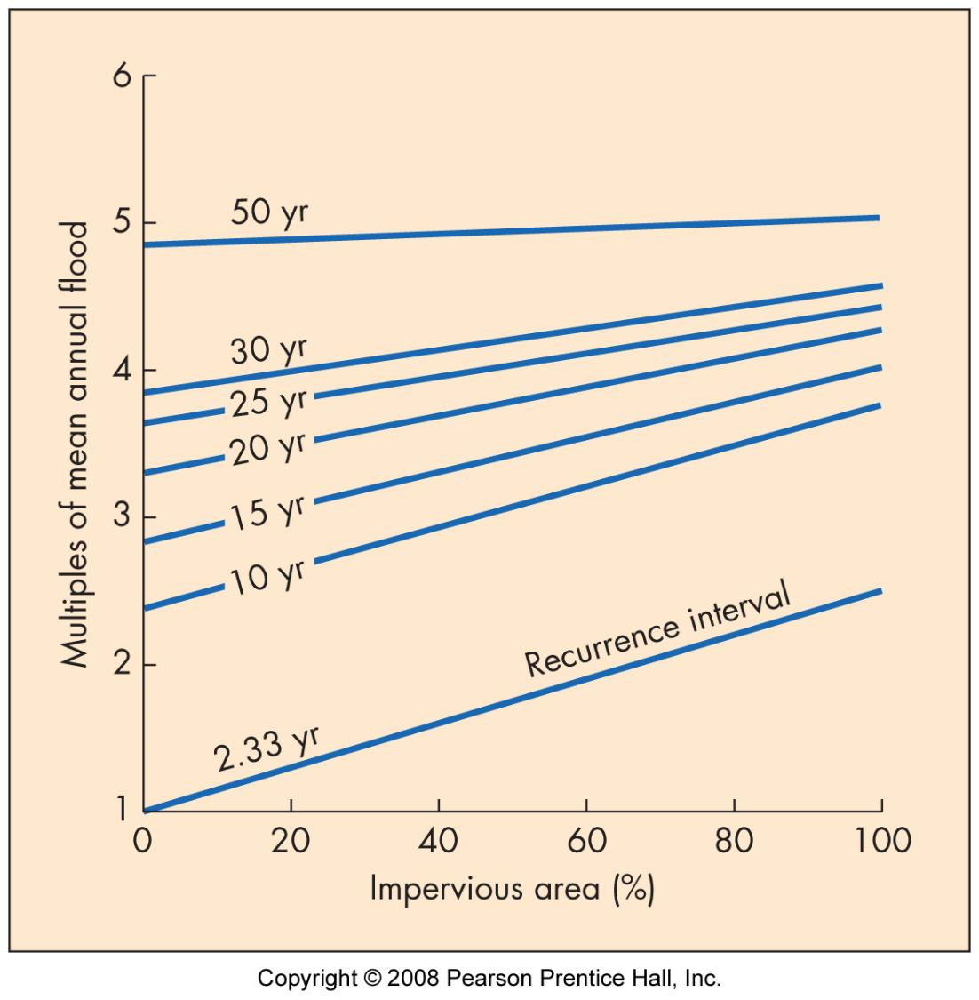 6
50 yr
5
30 yr
4
25 yr
20 yr
3
15 yr
10 yr
Recurrence interval
2
2.33 yr
1
0 20 40 60 80 100
Impervious area (%)
Multiples of mean annual flood
Copyright © 2008 Pearson Prentice Hall, Inc.